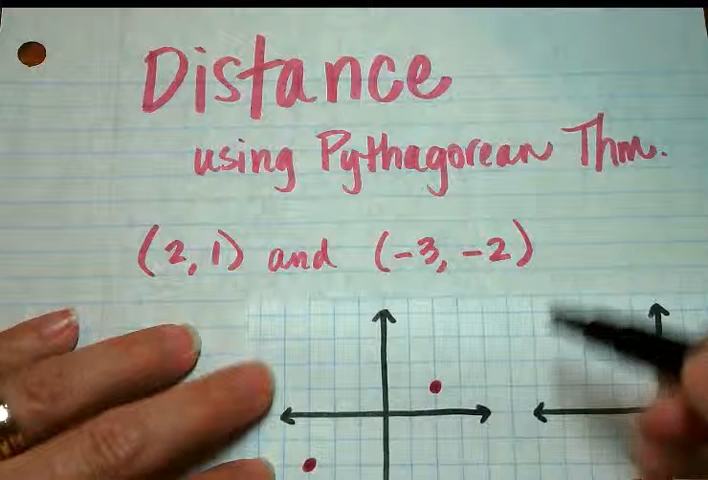 Distance
using Pythagorean Thm.
(2, 1) and (-3, -2)